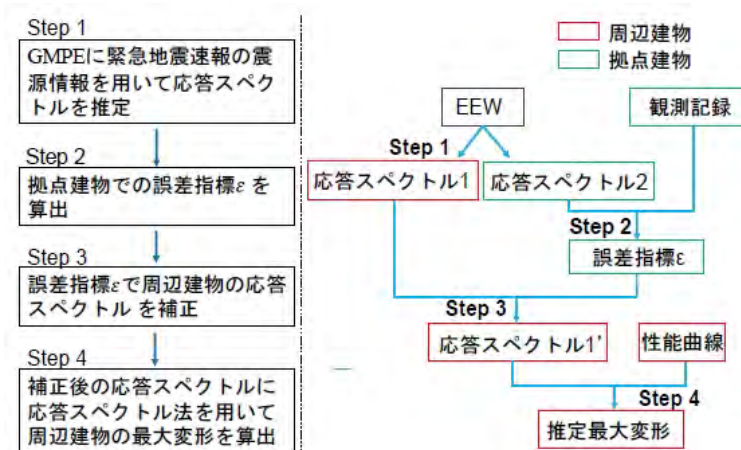 Step 1
GMPEに緊急地震速報の震
源情報を用いて応答スペク
トルを推定
Step 2
拠点建物での誤差指標ε を
算出
Step 3
誤差指標εで周辺建物の応答
スペクトル を補正
Step 4
補正後の応答スペクトルに
応答スペクトル法を用いて
周辺建物の最大変形を算出
周辺建物
拠点建物
EEW
観測記録
Step 1
応答スペクトル1
応答スペクトル2
Step 2
誤差指標ε
Step 3
応答スペクトル1'
性能曲線
Step 4
推定最大変形